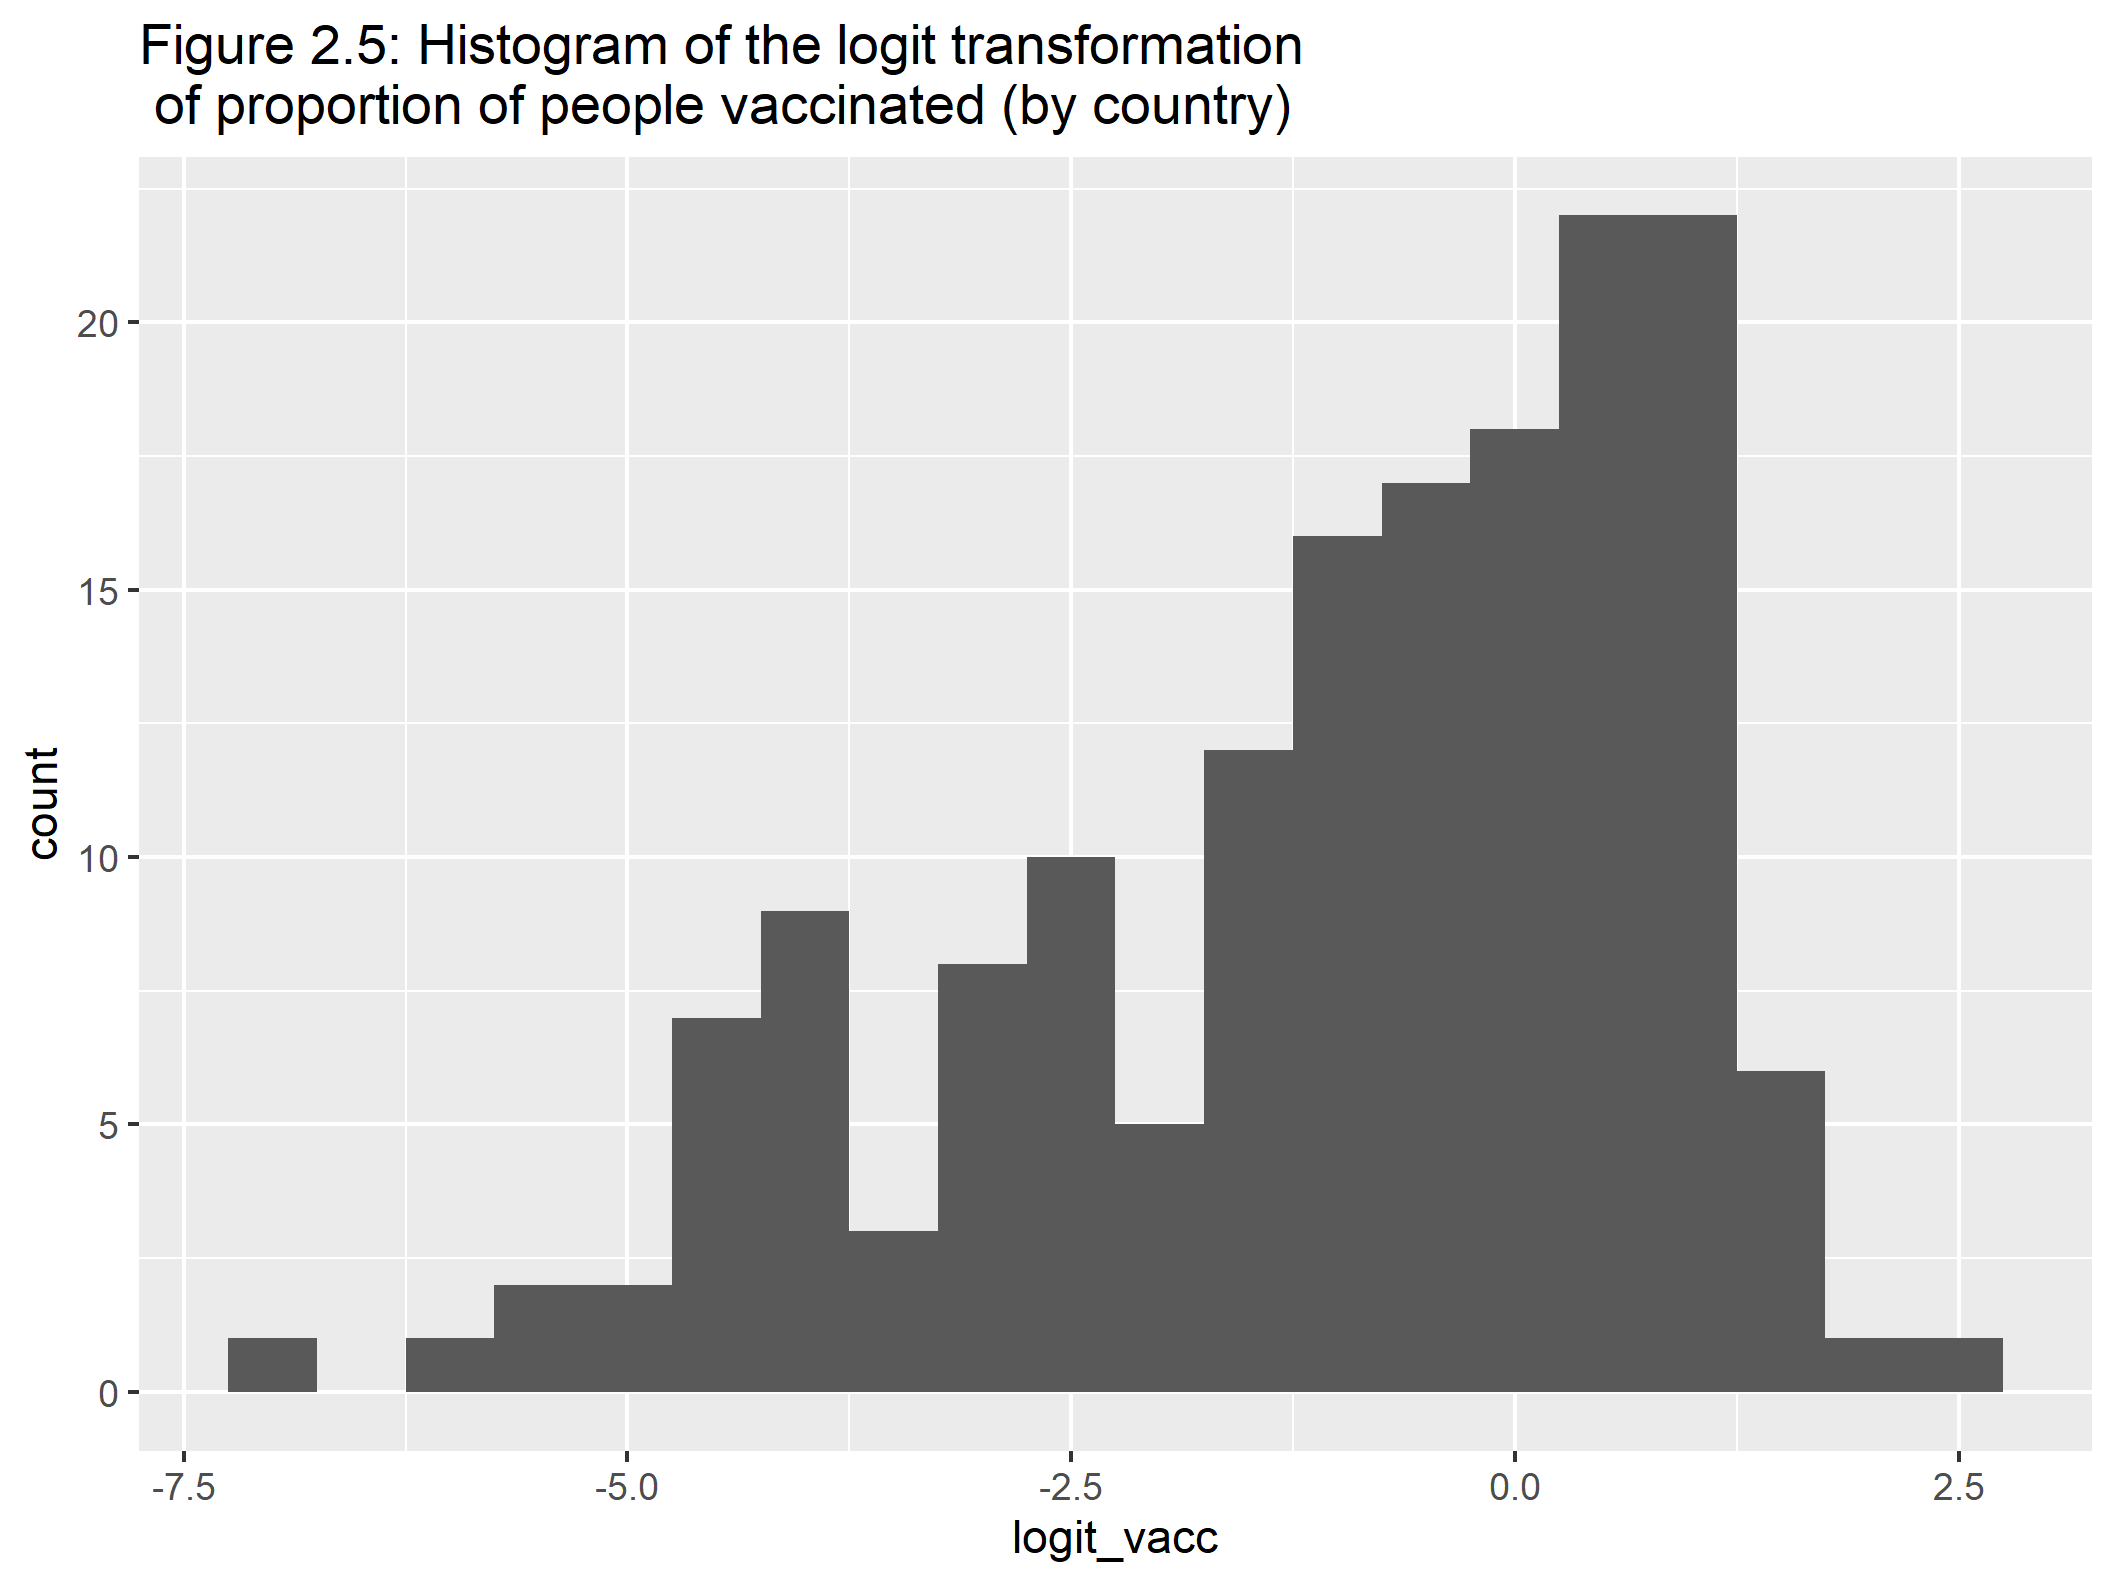 Figure 2.5: Histogram of the logit transformation
of proportion of people vaccinated (by country)
20
15
10
5
0
count
-7.5 -5.0 -2.5 0.0 2.5
logit_vacc